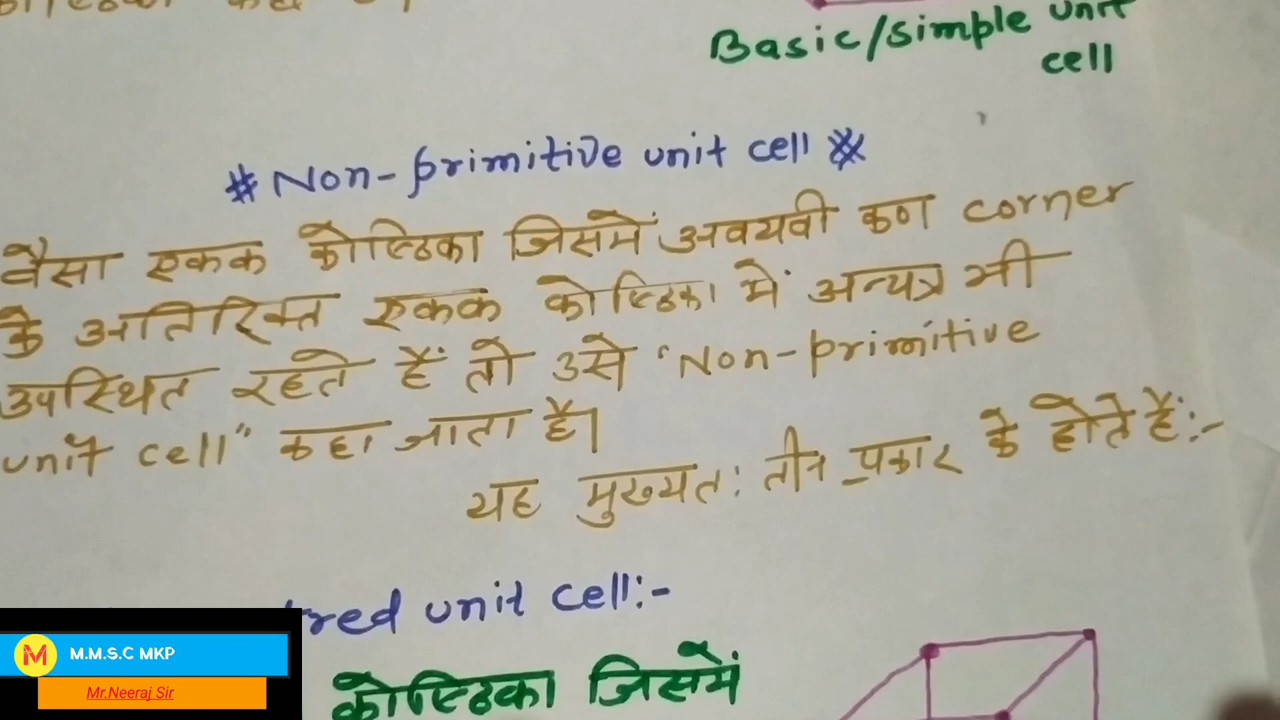 Basic/simple unit
cell
# Non-primitive unit cell #
वैसा एकक कोष्ठिका जिसमें अवयवी कण corner
के अतिरिक्त एकक कोष्ठिका में अन्यत्र भी
उपस्थित रहते हैं तो उसे "Non-primitive
unit cell" कहा जाता है।
यह मुख्यतः तीन प्रकार के होते हैं:-
tred unit cell:-
कोष्ठिका जिसमें
M M.M.S.C MKP
Mr.Neeraj Sir